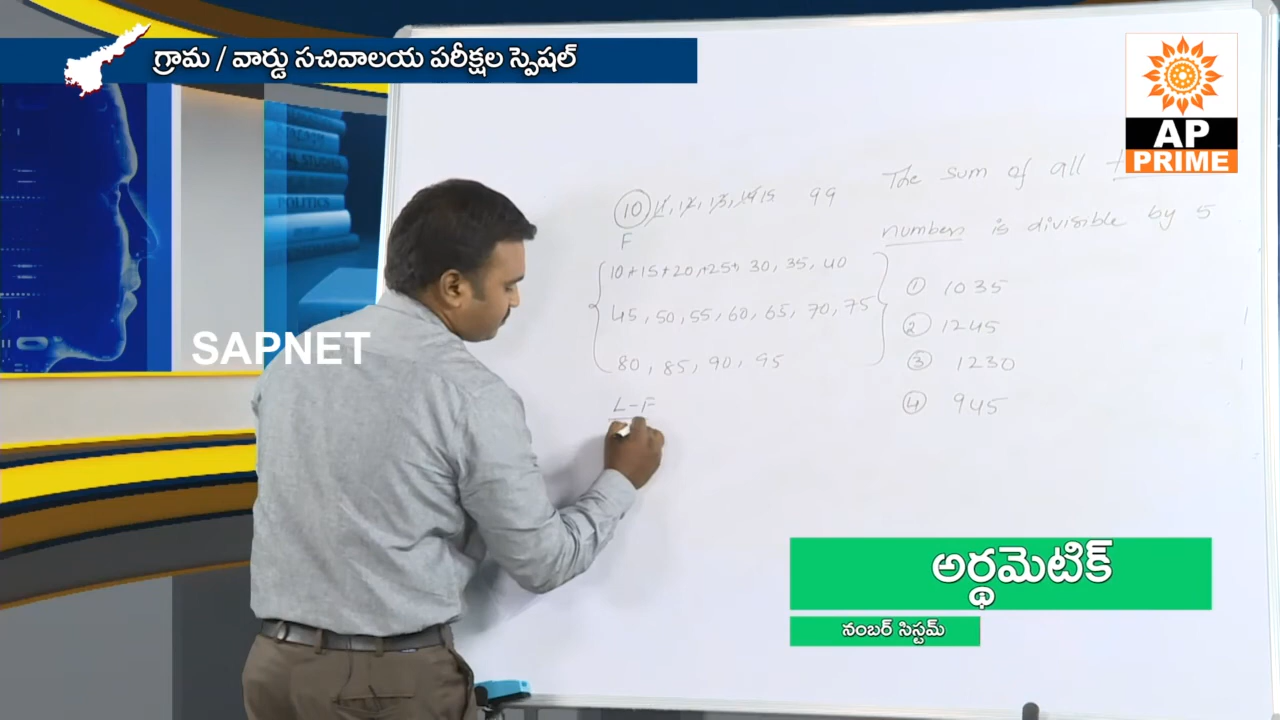 గ్రామ / వార్డు సచివాలయ పరీక్షల స్పెషల్
AP
PRIME
SAPNET
POLITICS
The sum of all
numbers is divisible by 5
① 1035
② 1245
③ 1230
④ 945
10 11, 12, 13, 14 15 99
F
10+15+20,+25+ 30, 35, 40
45, 50, 55, 60, 65, 70, 75
80, 85, 90, 95
L-F
అర్థమెటిక్
నంబర్ సిస్టమ్